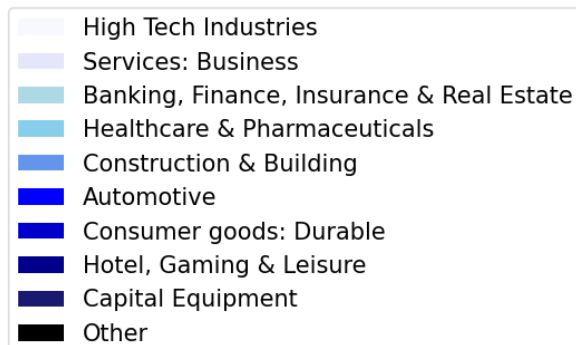 High Tech Industries
Services: Business
Banking, Finance, Insurance & Real Estate
Healthcare & Pharmaceuticals
Construction & Building
Automotive
Consumer goods: Durable
Hotel, Gaming & Leisure
Capital Equipment
Other